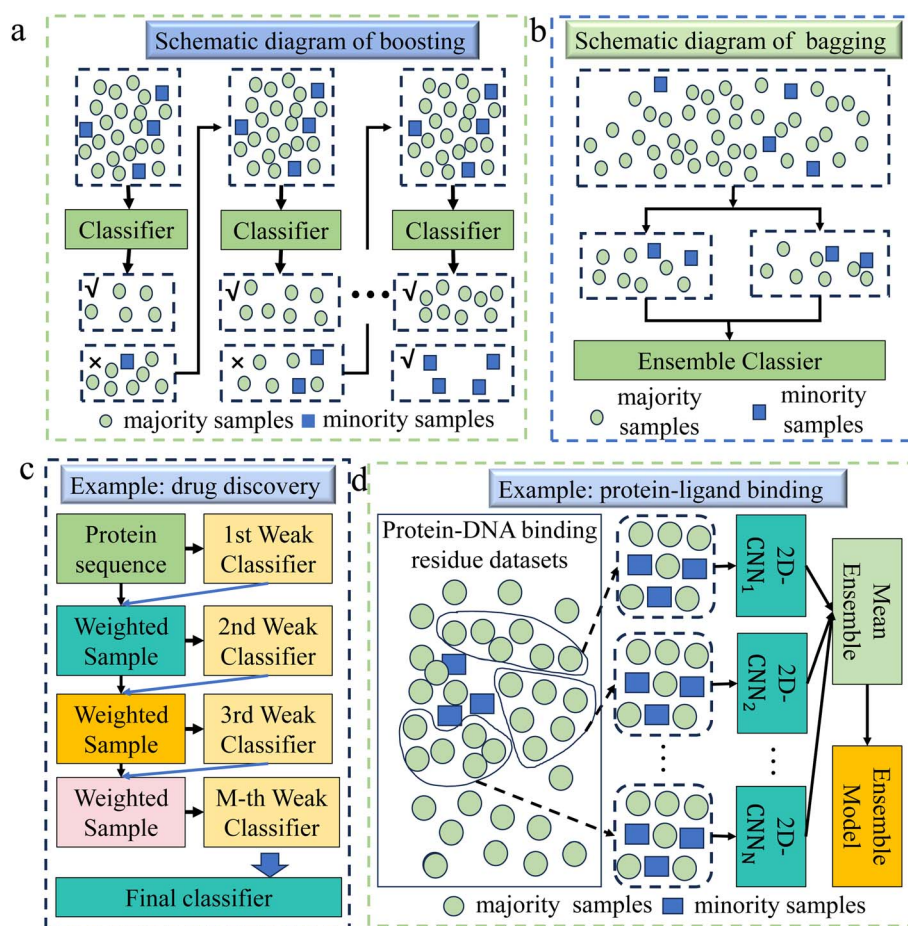 a
Schematic diagram of boosting
Classifier
Classifier
Classifier
√
√
• • •
√
×
×
√
majority samples
minority samples
b
Schematic diagram of bagging
Ensemble Classier
majority
samples
minority
samples
c
Example: drug discovery
Protein
sequence
1st Weak
Classifier
Weighted
Sample
2nd Weak
Classifier
Weighted
Sample
3rd Weak
Classifier
Weighted
Sample
M-th Weak
Classifier
Final classifier
d
Example: protein-ligand binding
Protein-DNA binding
residue datasets
2D-
CNN₁
2D-
CNN₂
⋮
⋮
2D-
CNN_N
Mean
Ensemble
Ensemble
Model
majority samples
minority samples